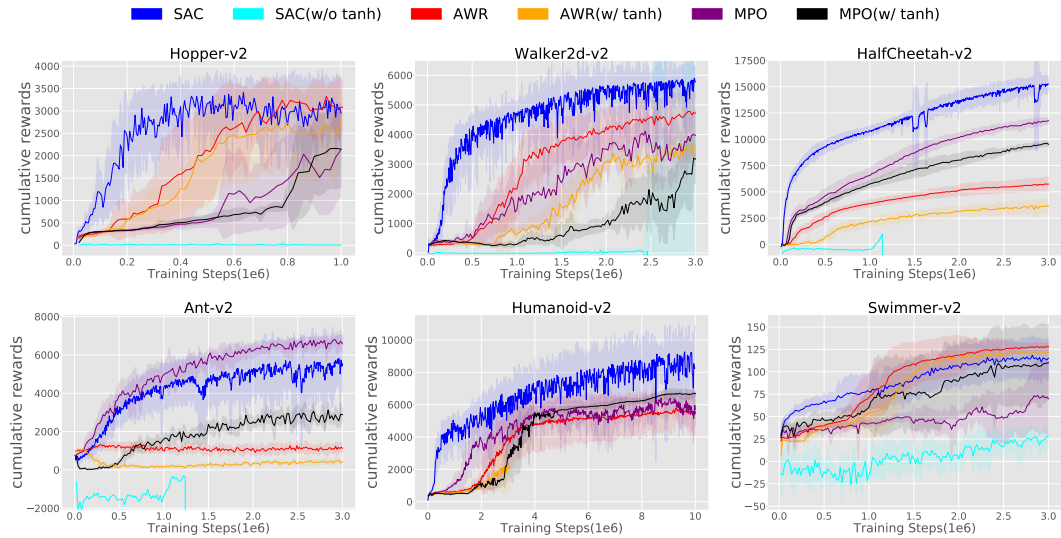 SAC SAC(w/o tanh) AWR AWR(w/ tanh) MPO MPO(w/ tanh)
Hopper-v2 Walker2d-v2 HalfCheetah-v2
cumulative rewards
4000
3500
3000
2500
2000
1500
1000
500
0
0.0 0.2 0.4 0.6 0.8 1.0
Training Steps(1e6)
cumulative rewards
6000
5000
4000
3000
2000
1000
0
0.0 0.5 1.0 1.5 2.0 2.5 3.0
Training Steps(1e6)
cumulative rewards
17500
15000
12500
10000
7500
5000
2500
0
0.0 0.5 1.0 1.5 2.0 2.5 3.0
Training Steps(1e6)
Ant-v2 Humanoid-v2 Swimmer-v2
cumulative rewards
8000
6000
4000
2000
0
−2000
0.0 0.5 1.0 1.5 2.0 2.5 3.0
Training Steps(1e6)
cumulative rewards
10000
8000
6000
4000
2000
0
0 2 4 6 8 10
Training Steps(1e6)
cumulative rewards
150
125
100
75
50
25
0
−25
−50
0.0 0.5 1.0 1.5 2.0 2.5 3.0
Training Steps(1e6)